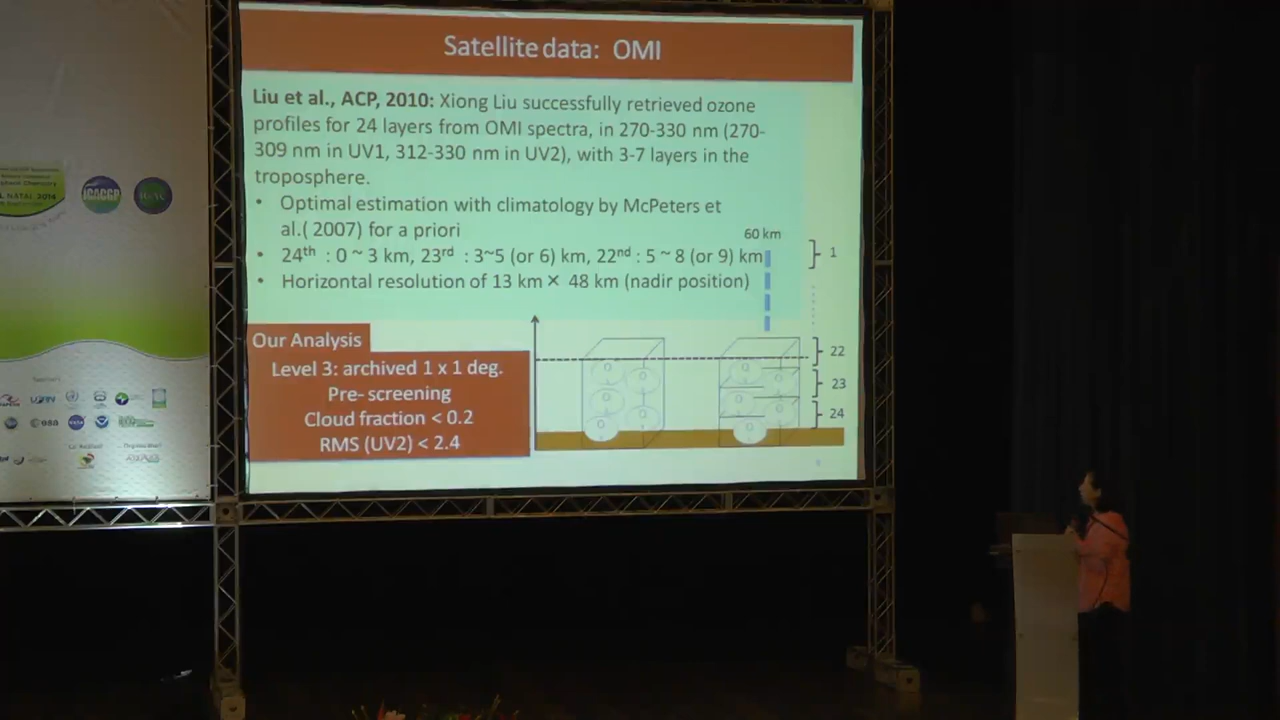 Satellite data: OMI
Liu et al., ACP, 2010: Xiong Liu successfully retrieved ozone
profiles for 24 layers from OMI spectra, in 270-330 nm (270-
309 nm in UV1, 312-330 nm in UV2), with 3-7 layers in the
troposphere.
• Optimal estimation with climatology by McPeters et
al.( 2007) for a priori
• 24th : 0 ~ 3 km, 23rd : 3~5 (or 6) km, 22nd : 5 ~ 8 (or 9) km
• Horizontal resolution of 13 km × 48 km (nadir position)
60 km
1
22
23
24
Our Analysis
Level 3: archived 1 x 1 deg.
Pre- screening
Cloud fraction < 0.2
RMS (UV2) < 2.4
NATAL 2014
iCACGP